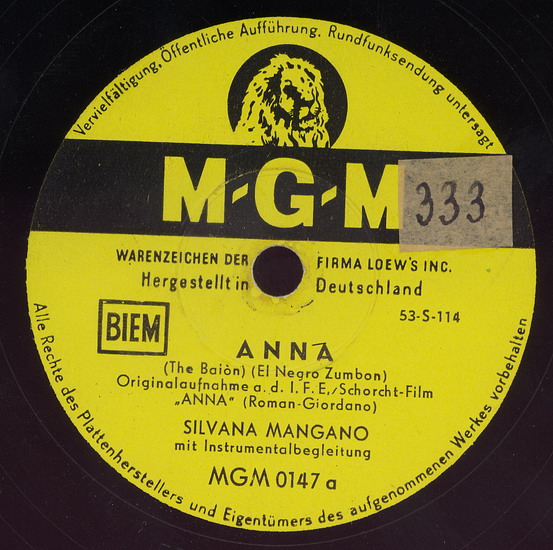 Vervielfältigung, Öffentliche Aufführung, Rundfunksendung untersagt
M-G-M
333
WARENZEICHEN DER FIRMA LOEW'S INC.
Hergestellt in Deutschland
53-S-114
BIEM
ANNA
(The Baiòn) (El Negro Zumbon)
Originalaufnahme a. d. I. F. E./Schorcht-Film
„ANNA“ (Roman-Giordano)
SILVANA MANGANO
mit Instrumentalbegleitung
MGM 0147 a
Alle Rechte des Plattenherstellers und Eigentümers des aufgenommenen Werkes vorbehalten